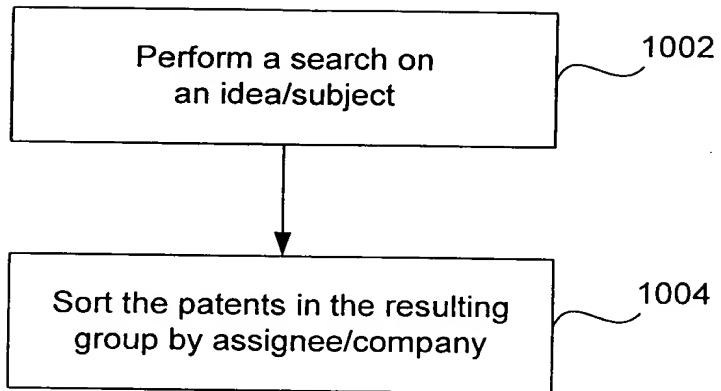 Perform a search on
an idea/subject
1002
Sort the patents in the resulting
group by assignee/company
1004